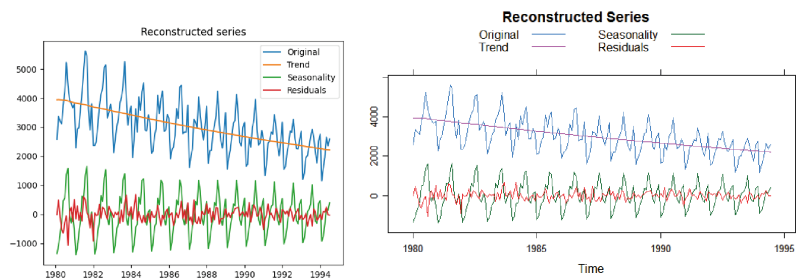 Reconstructed series
Original
Trend
Seasonality
Residuals
5000
4000
3000
2000
1000
0
−1000
1980 1982 1984 1986 1988 1990 1992 1994
Reconstructed Series
Original Seasonality
Trend Residuals
4000
2000
0
1980 1985 1990 1995
Time